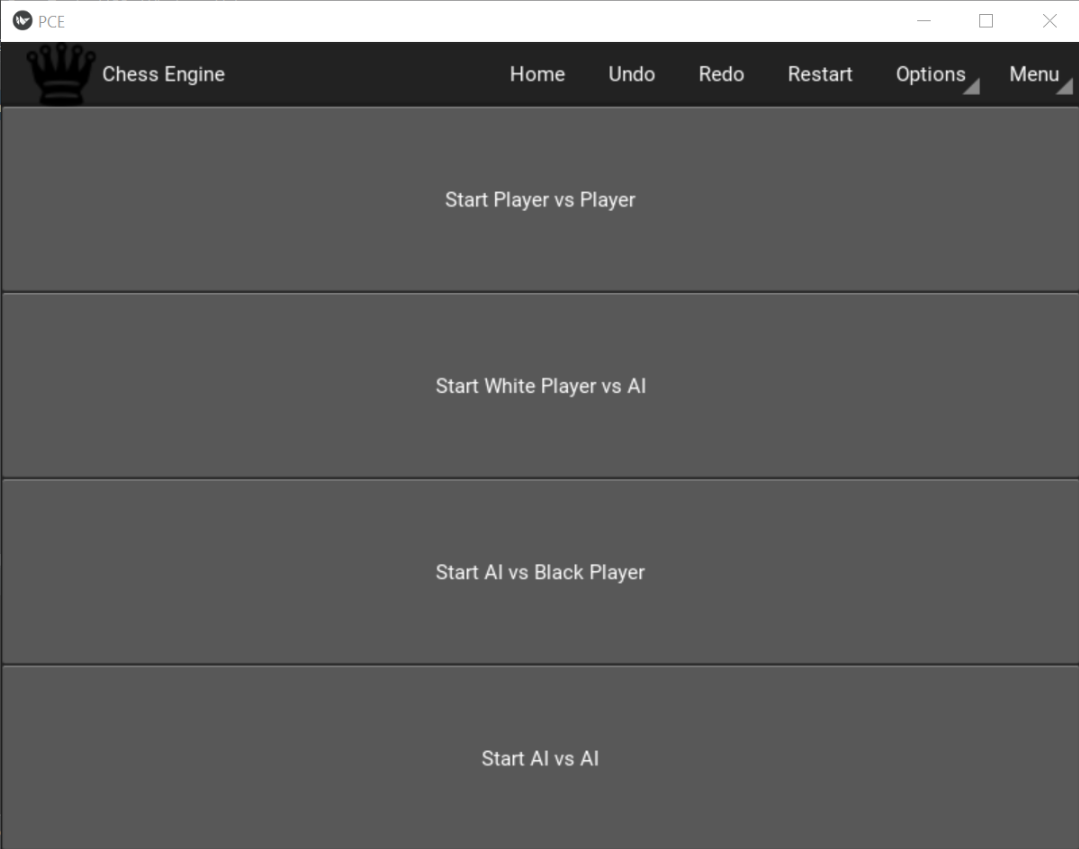 PCE
Chess Engine Home Undo Redo Restart Options Menu
Start Player vs Player
Start White Player vs AI
Start AI vs Black Player
Start AI vs AI